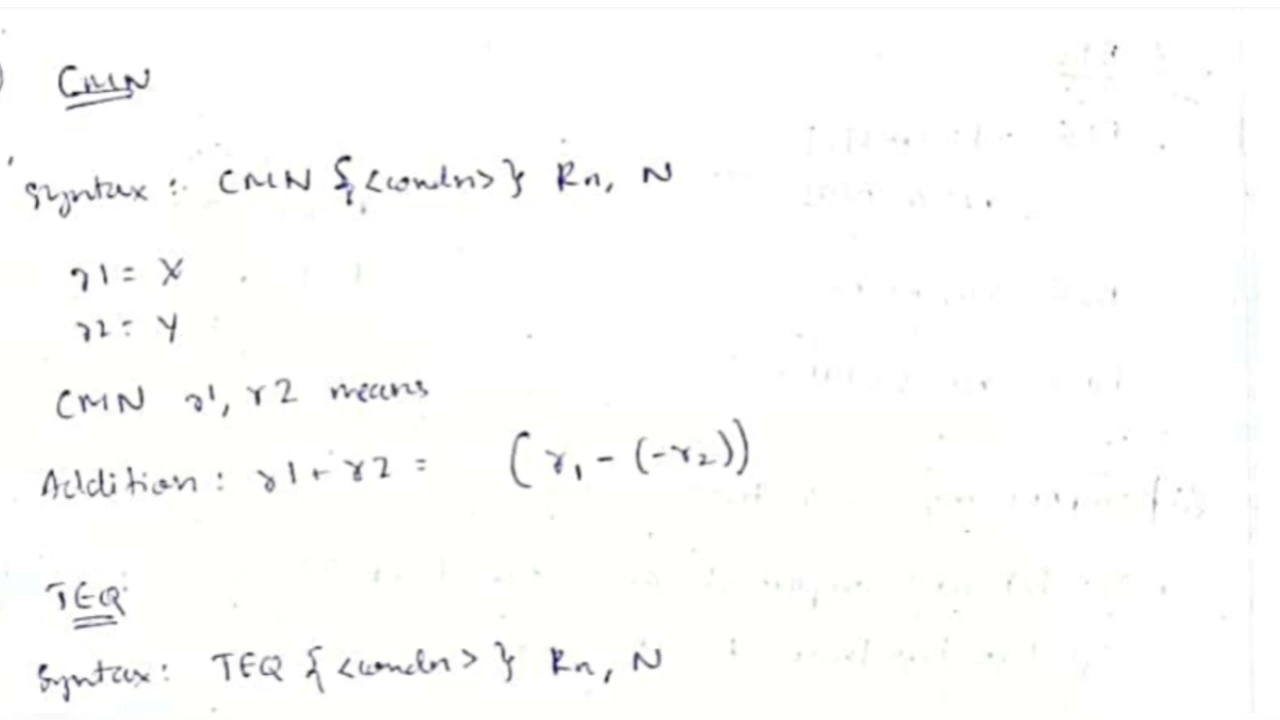 CMN
Syntax : CMN {<condn>} Rn, N
r1 = X
r2 = Y
CMN r1, r2 means
Addition : r1 + r2 = (r₁ - (-r₂))
TEQ
Syntax : TEQ {<condn>} Rn, N